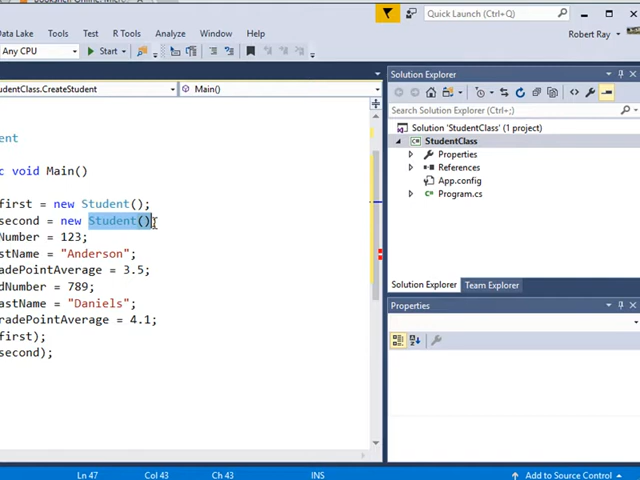 Quick Launch (Ctrl+Q)
Data Lake Tools Test R Tools Analyze Window Help
Robert Ray
Any CPU Start
udentClass.CreateStudent Main()
Solution Explorer
Search Solution Explorer (Ctrl+;)
Solution 'StudentClass' (1 project)
StudentClass
Properties
References
App.config
Program.cs
ent
c void Main()
first = new Student();
second = new Student();
Number = 123;
stName = "Anderson";
adePointAverage = 3.5;
dNumber = 789;
astName = "Daniels";
radePointAverage = 4.1;
first);
second);
Solution Explorer Team Explorer
Properties
Ln 47 Col 43 Ch 43 INS Add to Source Control